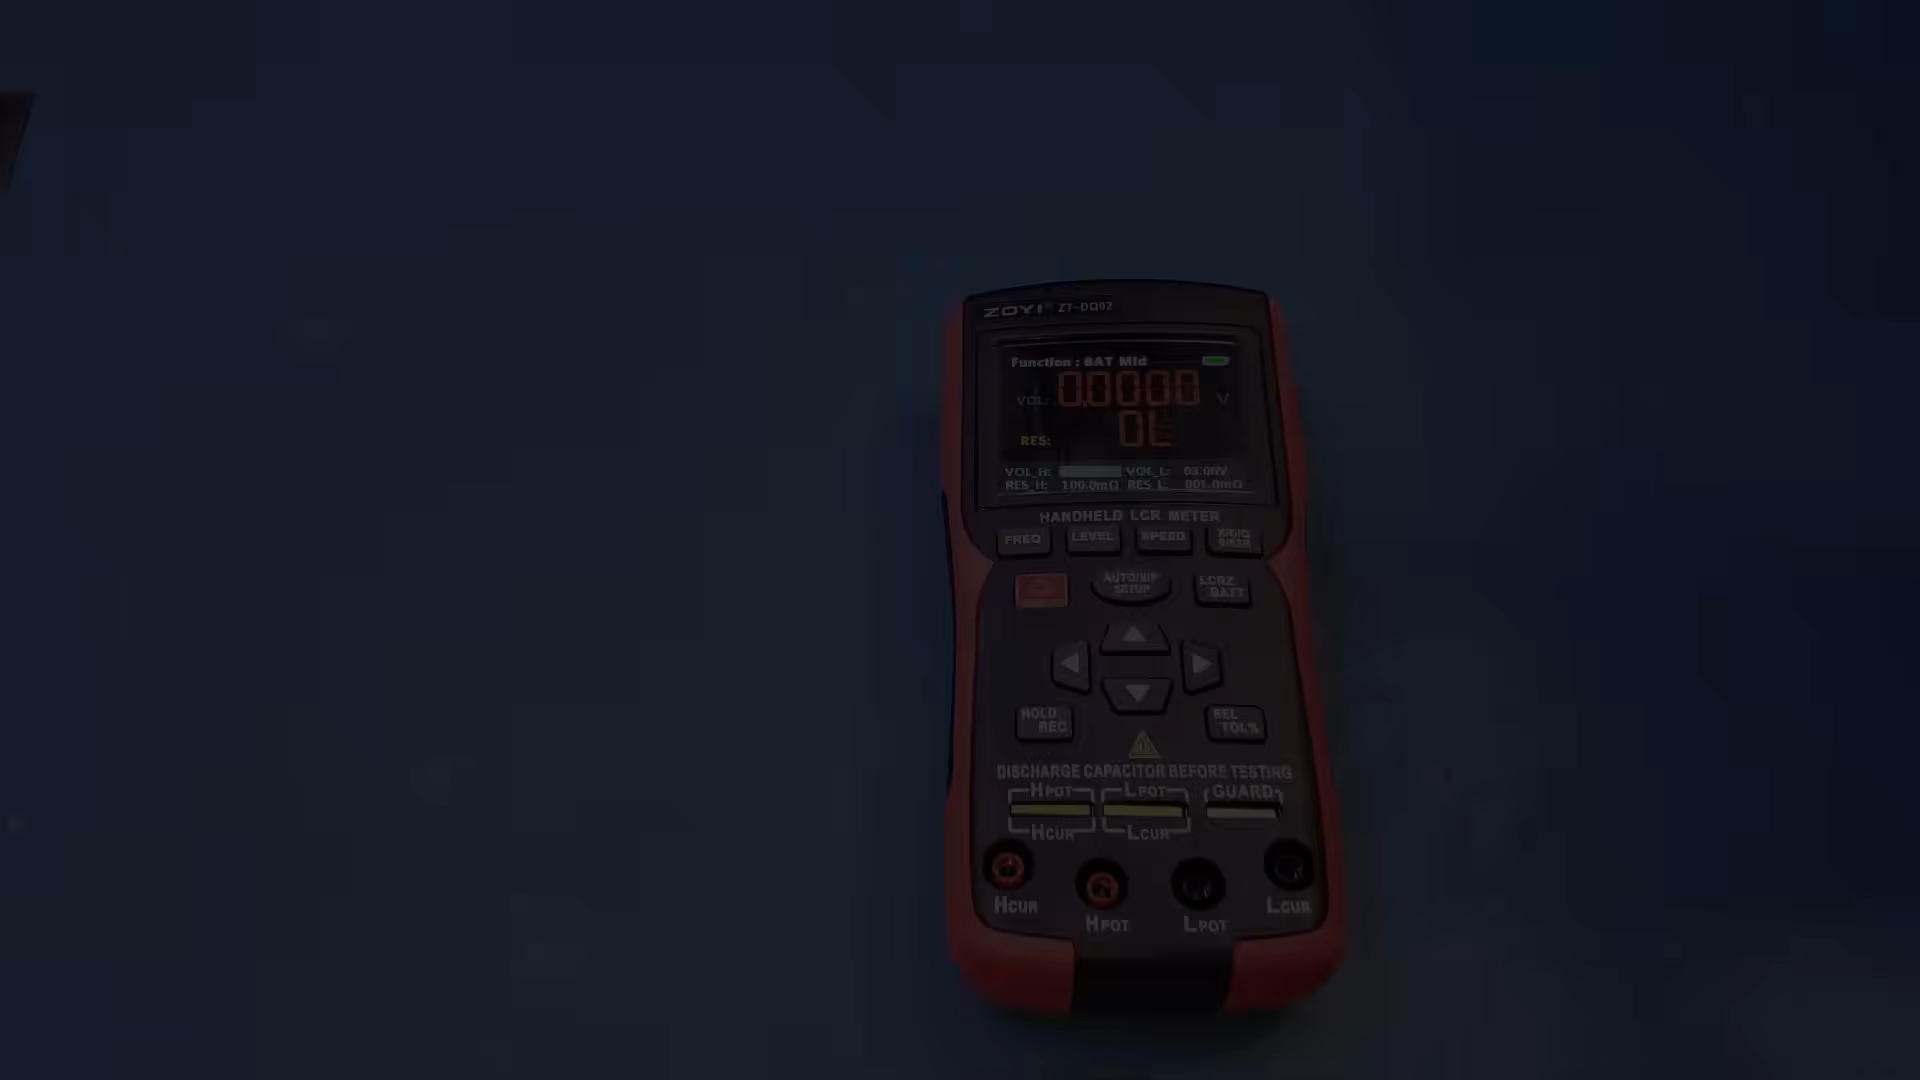 ZOYI ZT-DQ02
Function : BAT Mid
VOL: 0.0000 V
RES: OL
VOL_H: VOL_L: 03.00V
RES_H: 100.0mΩ RES_L: 001.0mΩ
HANDHELD LCR METER
FREQ LEVEL SPEED
AUTO/UP SETUP
LCRZ BATT
HOLD REC
REL TOL%
DISCHARGE CAPACITOR BEFORE TESTING
HPOT LPOT GUARD
HCUR LCUR
HCUR HPOT LPOT LCUR